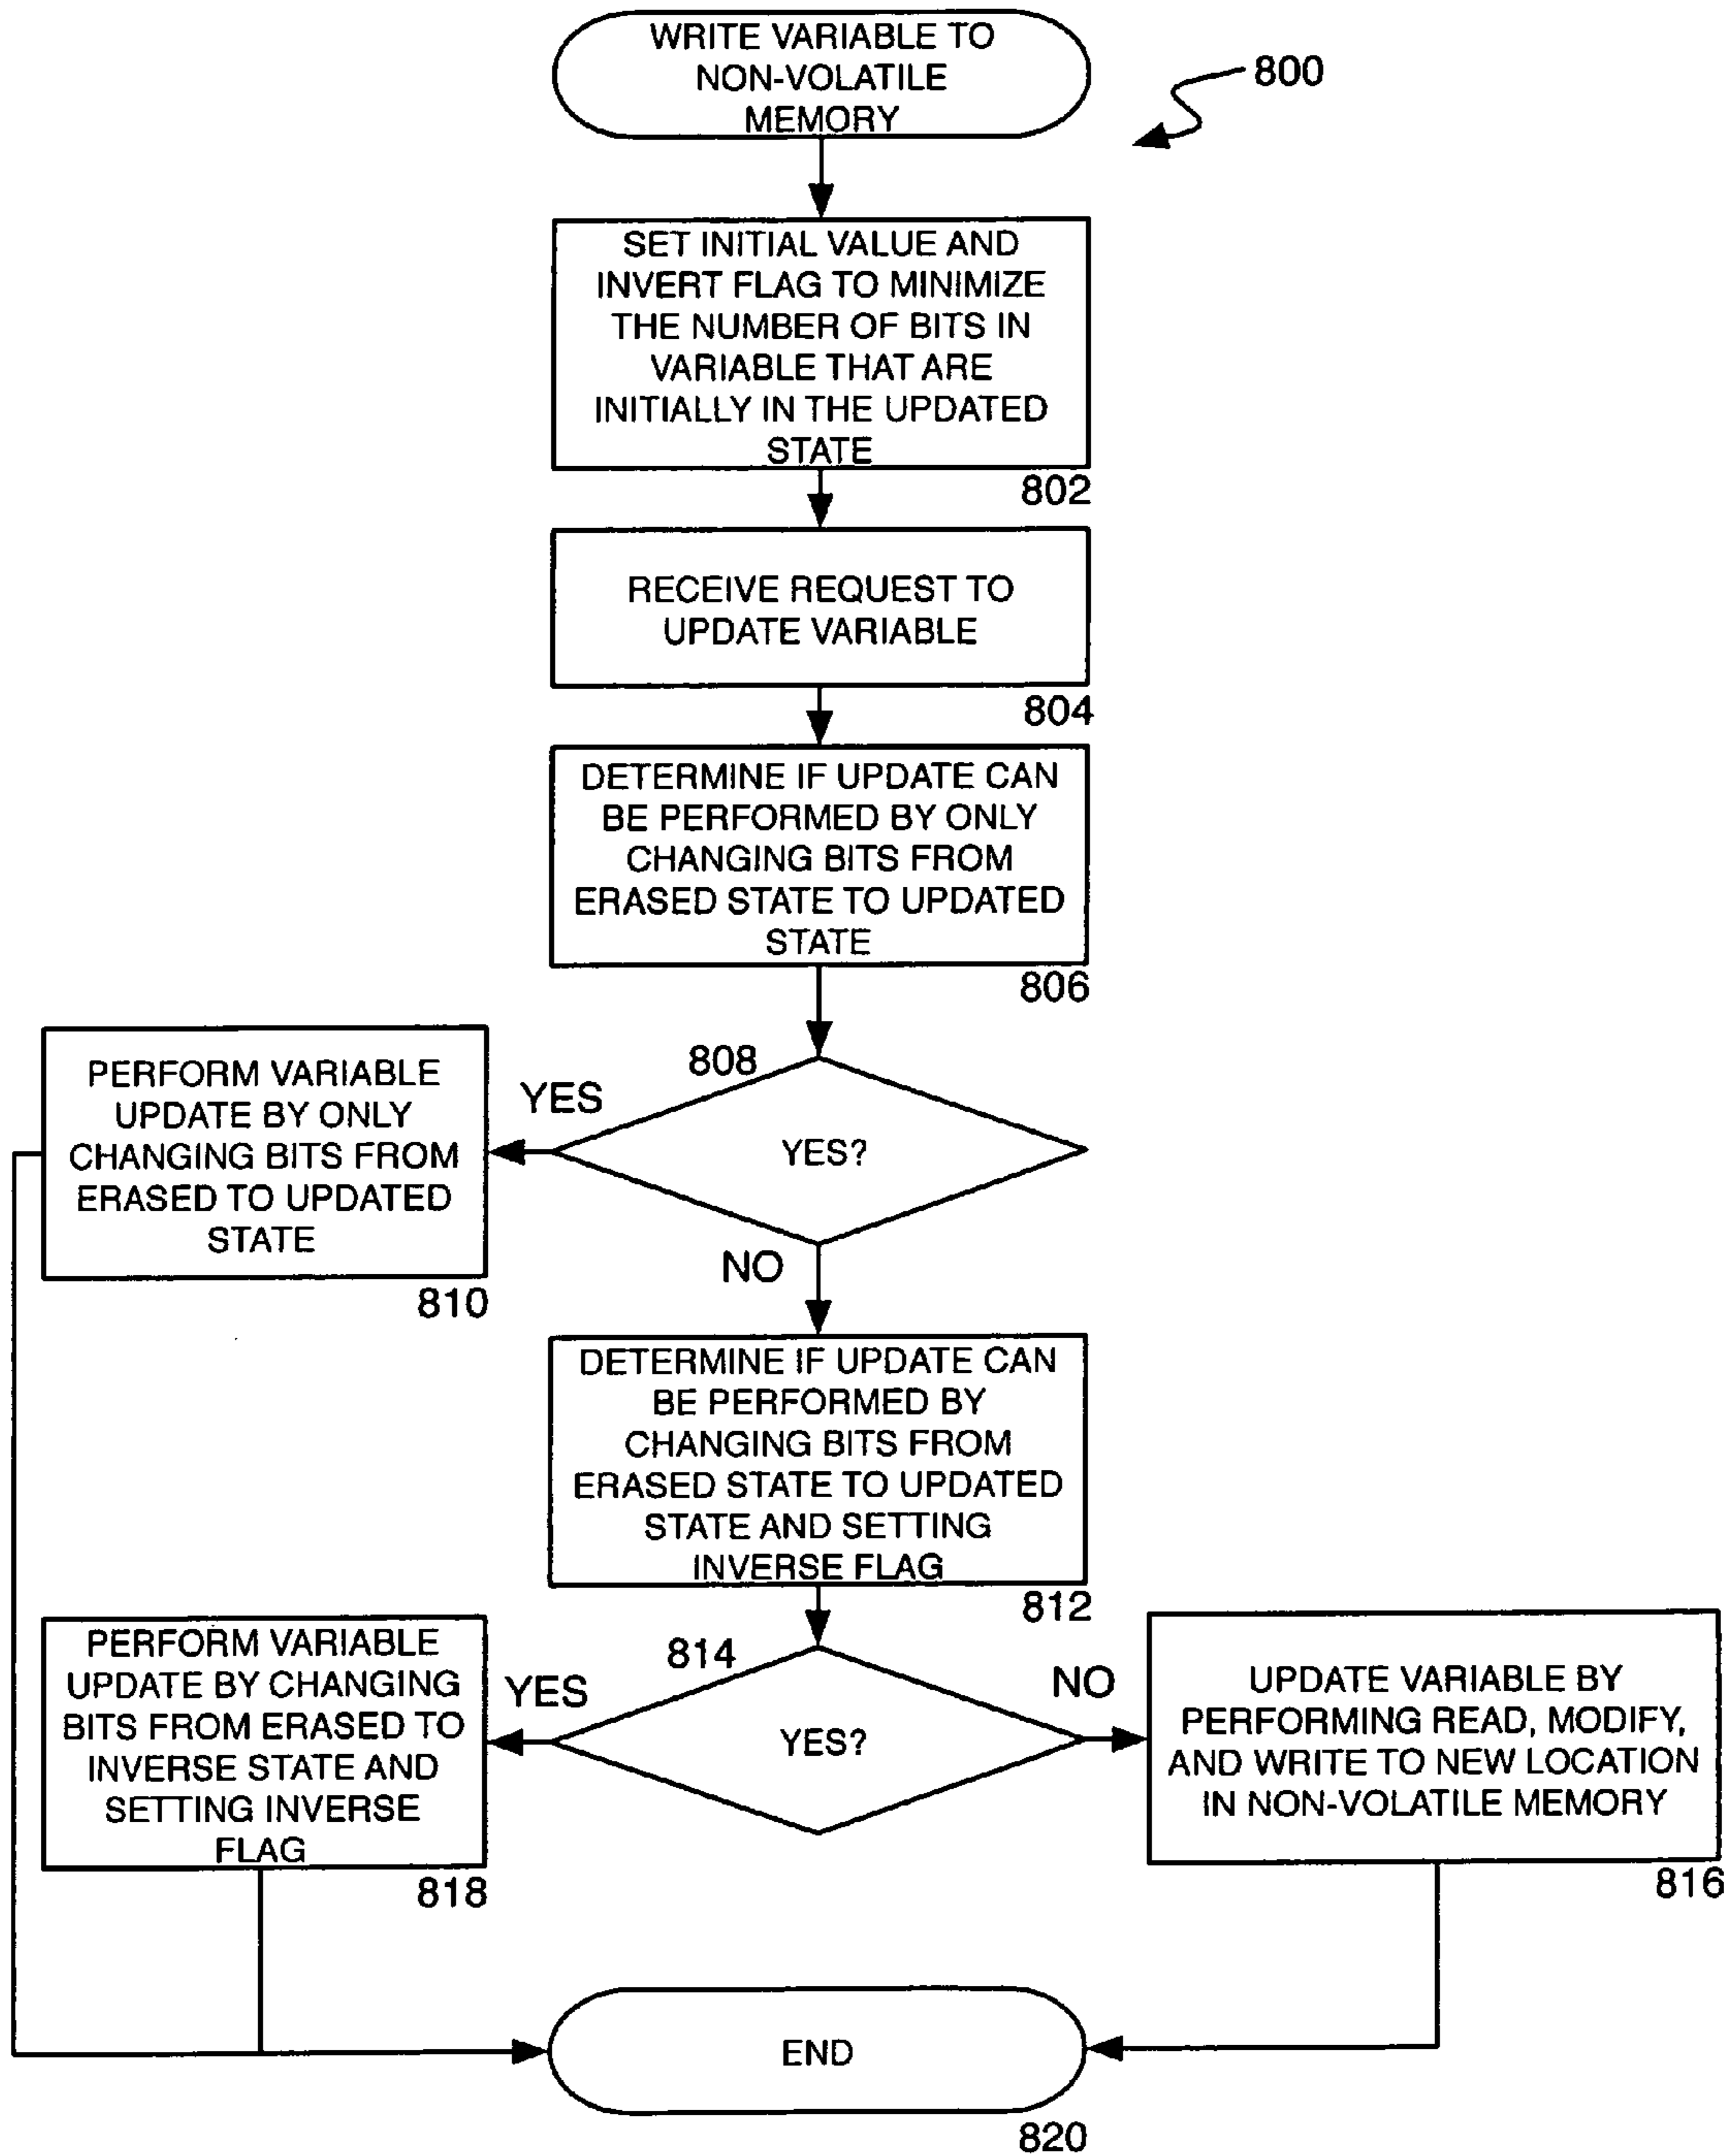 WRITE VARIABLE TO
NON-VOLATILE
MEMORY
800
SET INITIAL VALUE AND
INVERT FLAG TO MINIMIZE
THE NUMBER OF BITS IN
VARIABLE THAT ARE
INITIALLY IN THE UPDATED
STATE
802
RECEIVE REQUEST TO
UPDATE VARIABLE
804
DETERMINE IF UPDATE CAN
BE PERFORMED BY ONLY
CHANGING BITS FROM
ERASED STATE TO UPDATED
STATE
806
808
YES?
YES
PERFORM VARIABLE
UPDATE BY ONLY
CHANGING BITS FROM
ERASED TO UPDATED
STATE
810
NO
DETERMINE IF UPDATE CAN
BE PERFORMED BY
CHANGING BITS FROM
ERASED STATE TO UPDATED
STATE AND SETTING
INVERSE FLAG
812
814
YES?
YES
PERFORM VARIABLE
UPDATE BY CHANGING
BITS FROM ERASED TO
INVERSE STATE AND
SETTING INVERSE
FLAG
818
NO
UPDATE VARIABLE BY
PERFORMING READ, MODIFY,
AND WRITE TO NEW LOCATION
IN NON-VOLATILE MEMORY
816
END
820